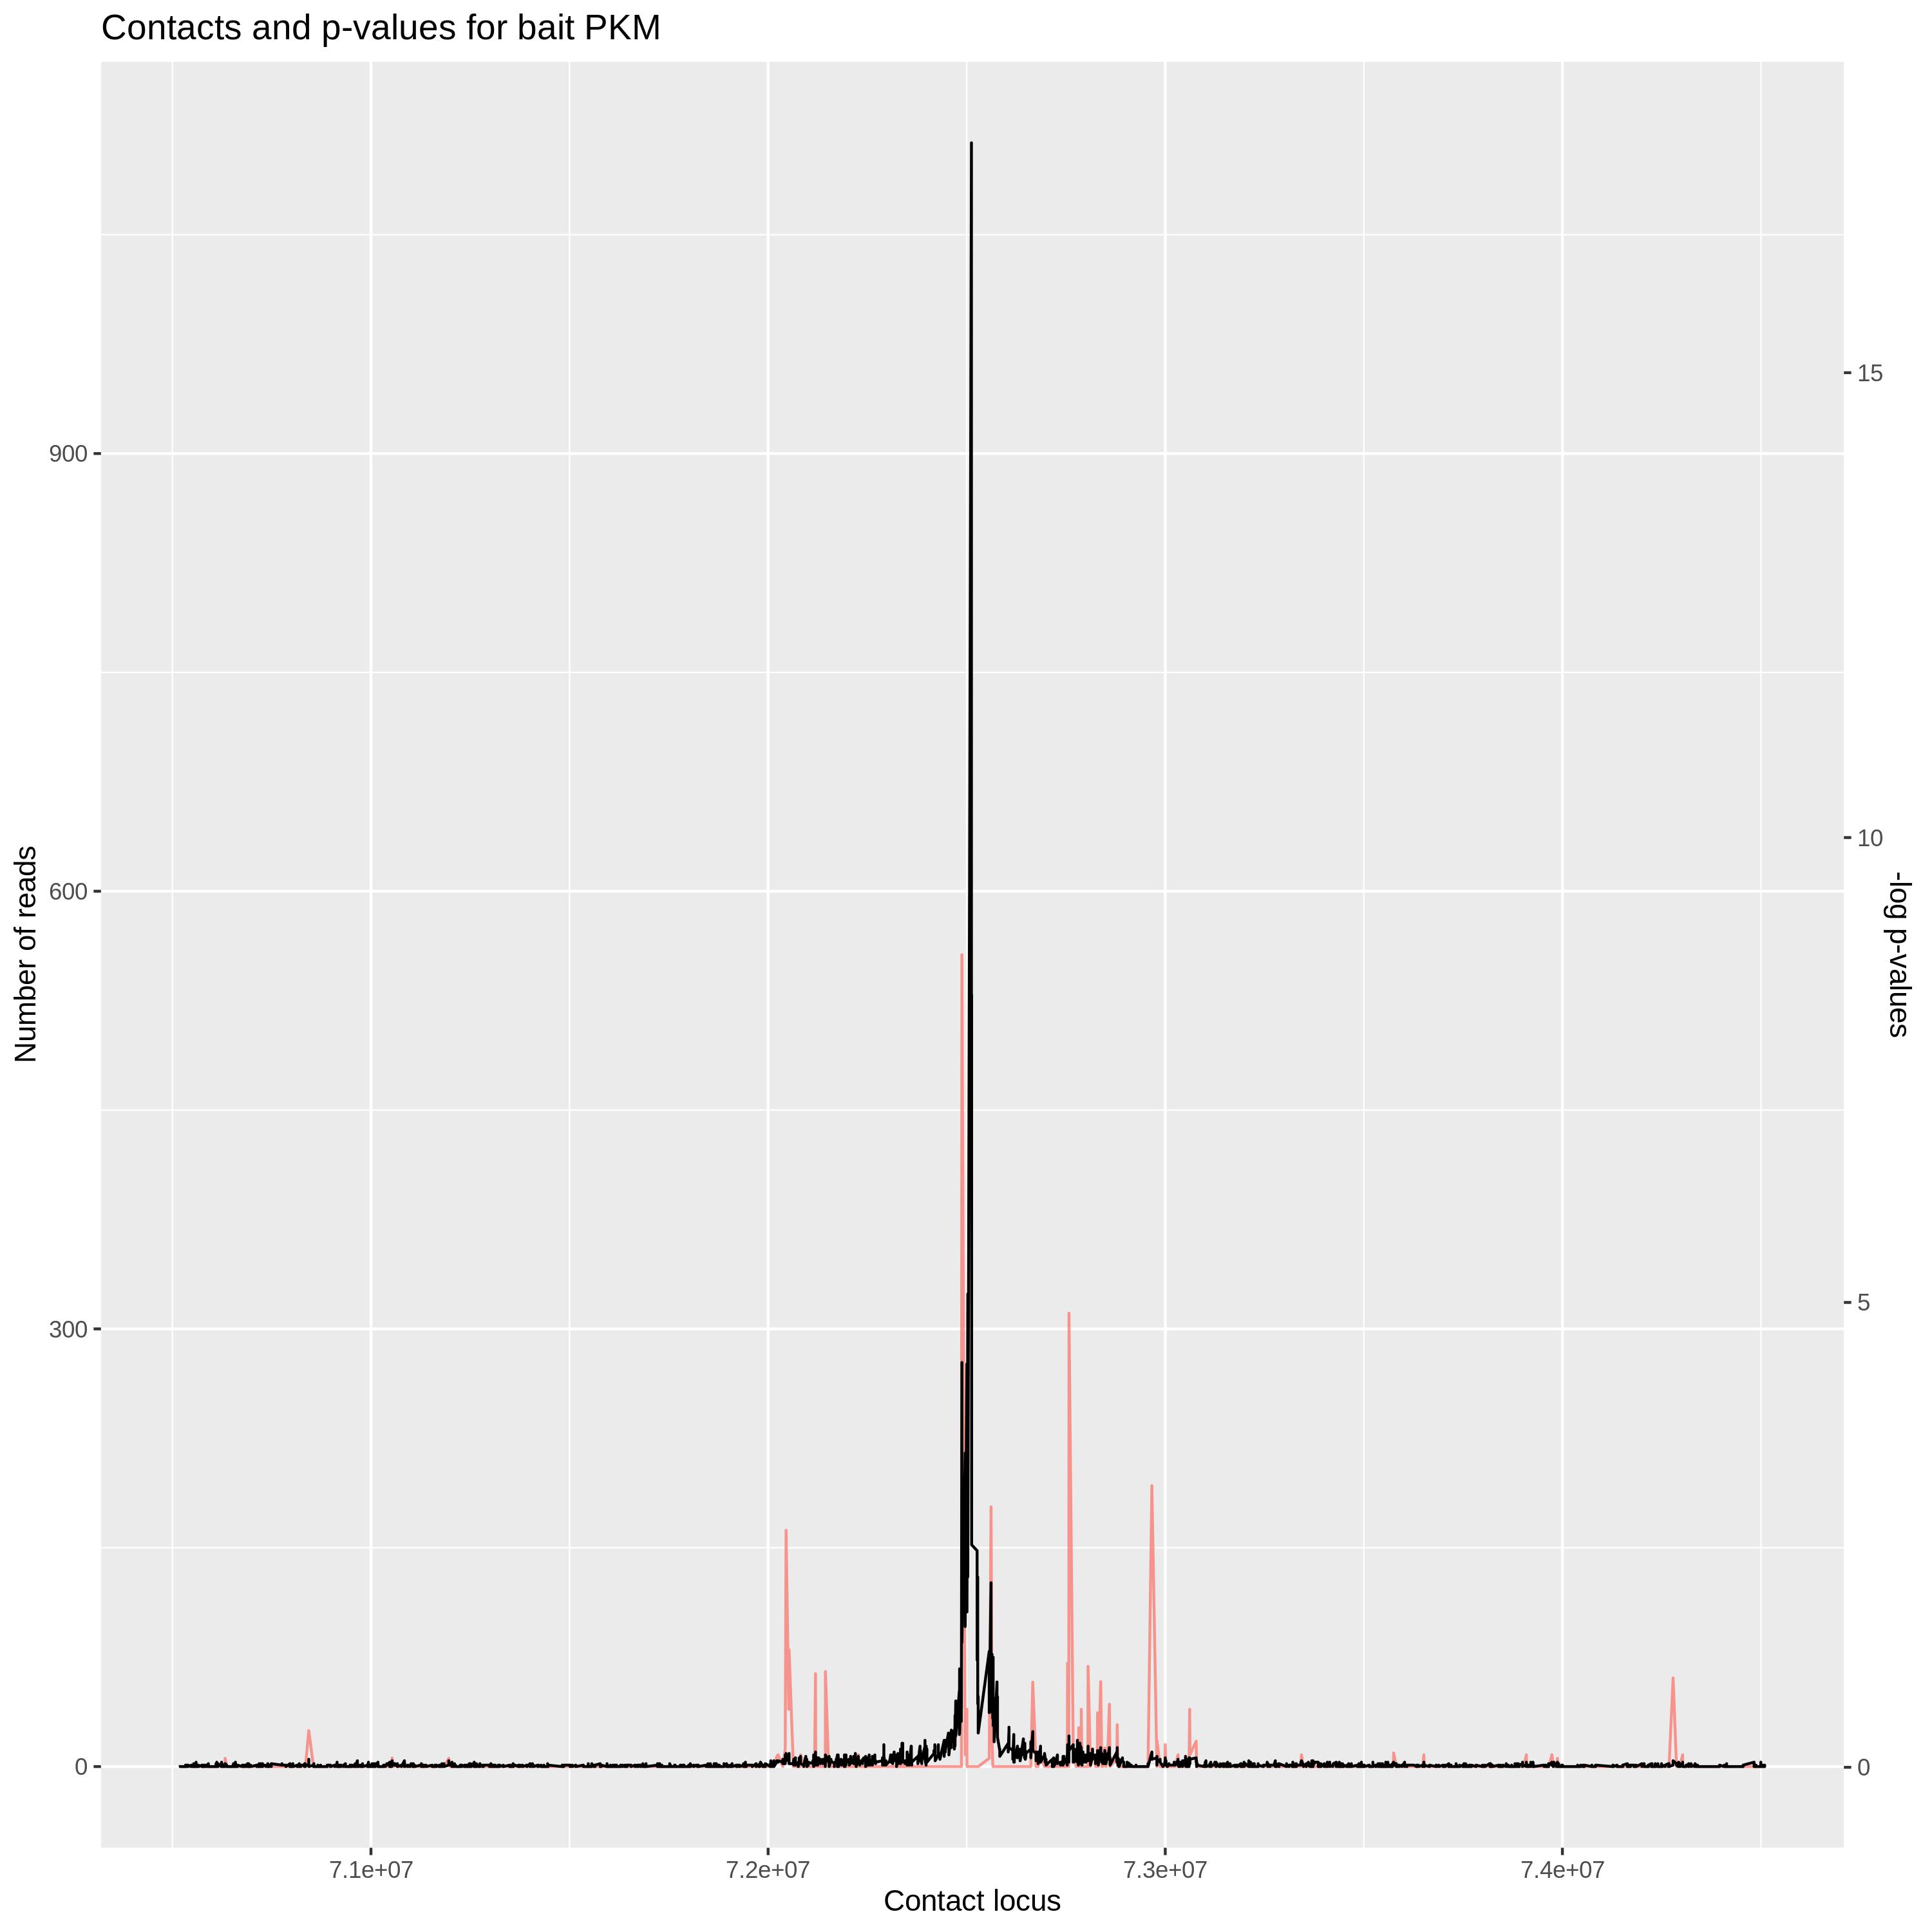 Contacts and p-values for bait PKM
900
600
300
0
Number of reads
15
10
5
0
-log p-values
7.1e+07
7.2e+07
7.3e+07
7.4e+07
Contact locus